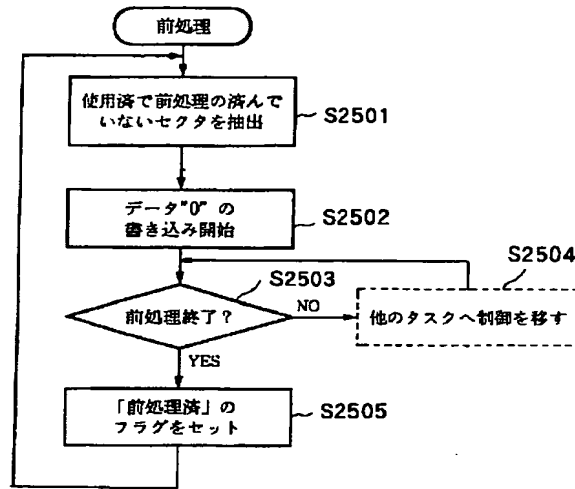 前処理
使用済で前処理の済んで
いないセクタを抽出
S2501
データ"0" の
書き込み開始
S2502
S2503
S2504
前処理終了？
NO
他のタスクへ制御を移す
YES
「前処理済」の
フラグをセット
S2505